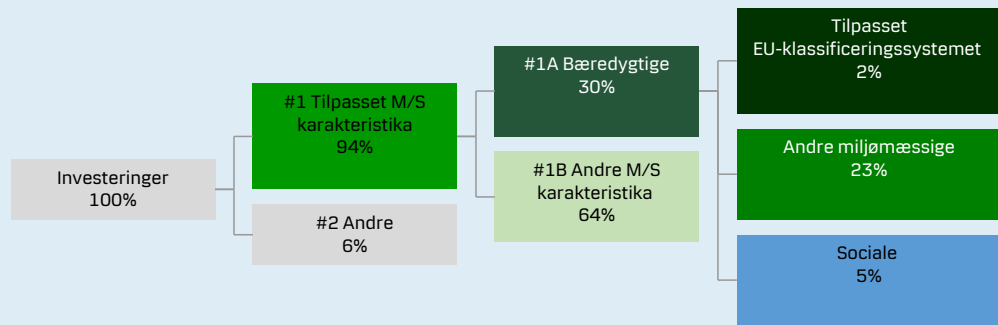 Investeringer
100%
#1 Tilpasset M/S
karakteristika
94%
#2 Andre
6%
#1A Bæredygtige
30%
#1B Andre M/S
karakteristika
64%
Tilpasset
EU-klassificeringssystemet
2%
Andre miljømæssige
23%
Sociale
5%